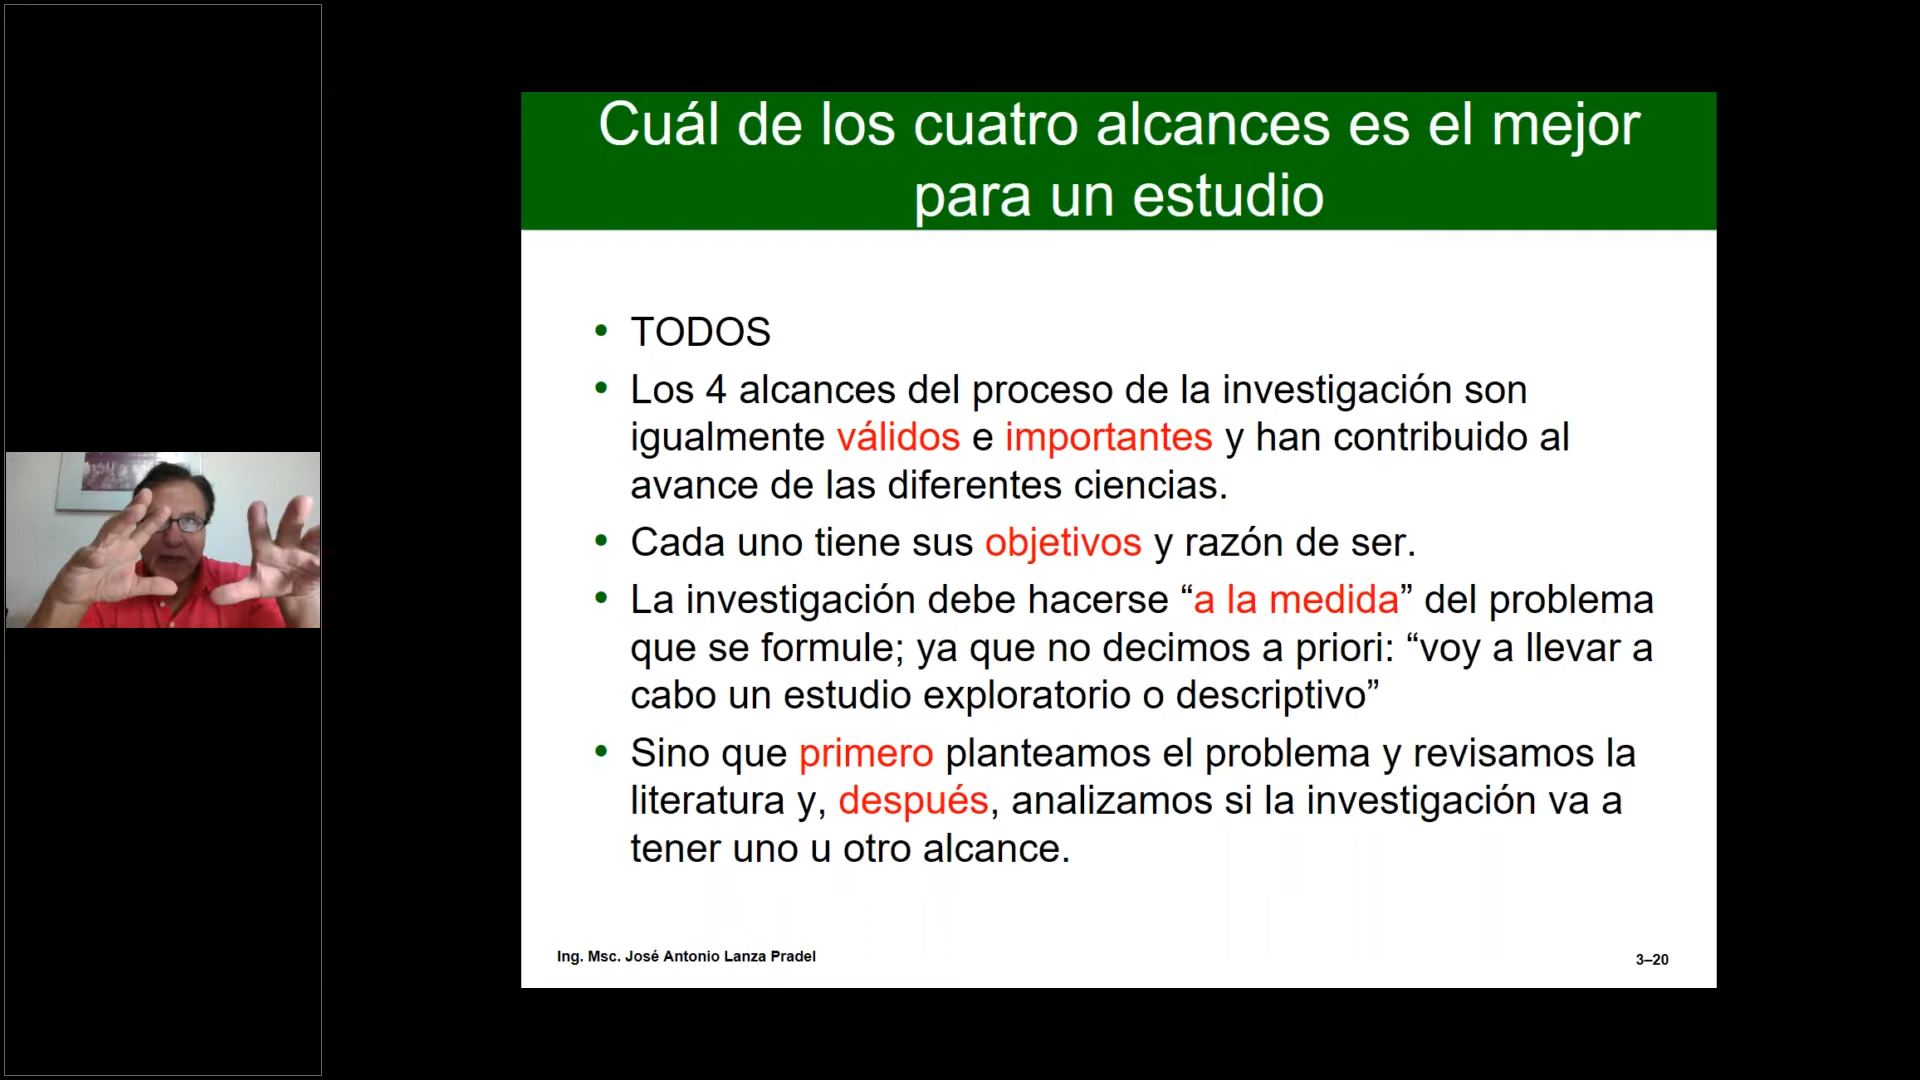 Cuál de los cuatro alcances es el mejor
para un estudio
• TODOS
• Los 4 alcances del proceso de la investigación son
igualmente válidos e importantes y han contribuido al
avance de las diferentes ciencias.
• Cada uno tiene sus objetivos y razón de ser.
• La investigación debe hacerse “a la medida” del problema
que se formule; ya que no decimos a priori: “voy a llevar a
cabo un estudio exploratorio o descriptivo”
• Sino que primero planteamos el problema y revisamos la
literatura y, después, analizamos si la investigación va a
tener uno u otro alcance.
Ing. Msc. José Antonio Lanza Pradel
3–20